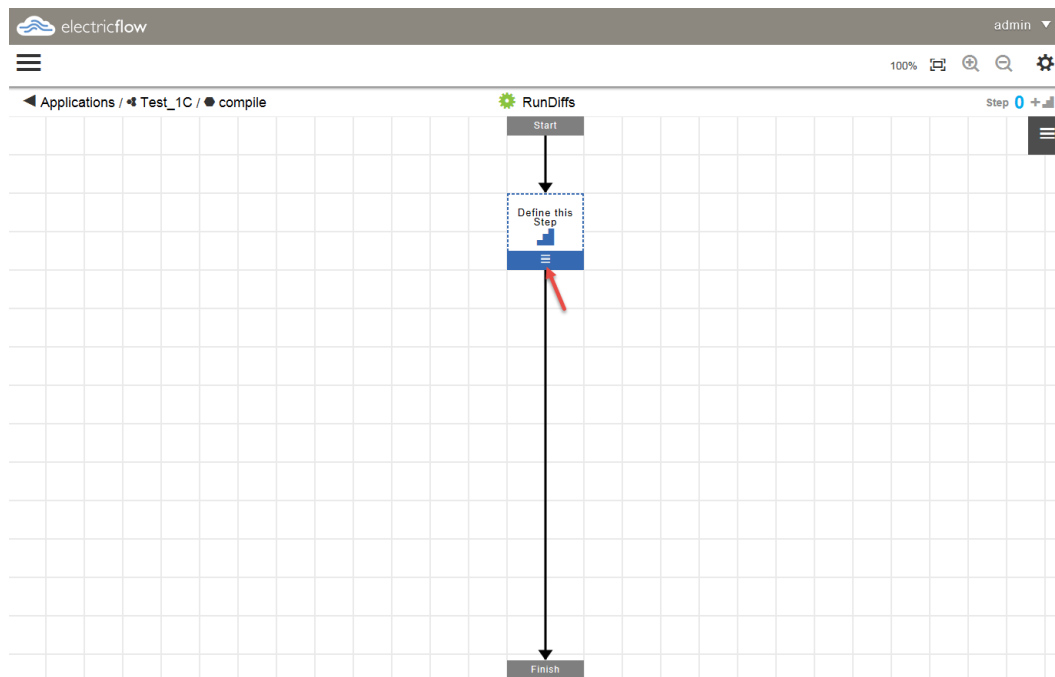 electricflow
admin
100%
Applications / Test_1C / compile
RunDiffs
Step 0 +
Start
Define this
Step
Finish